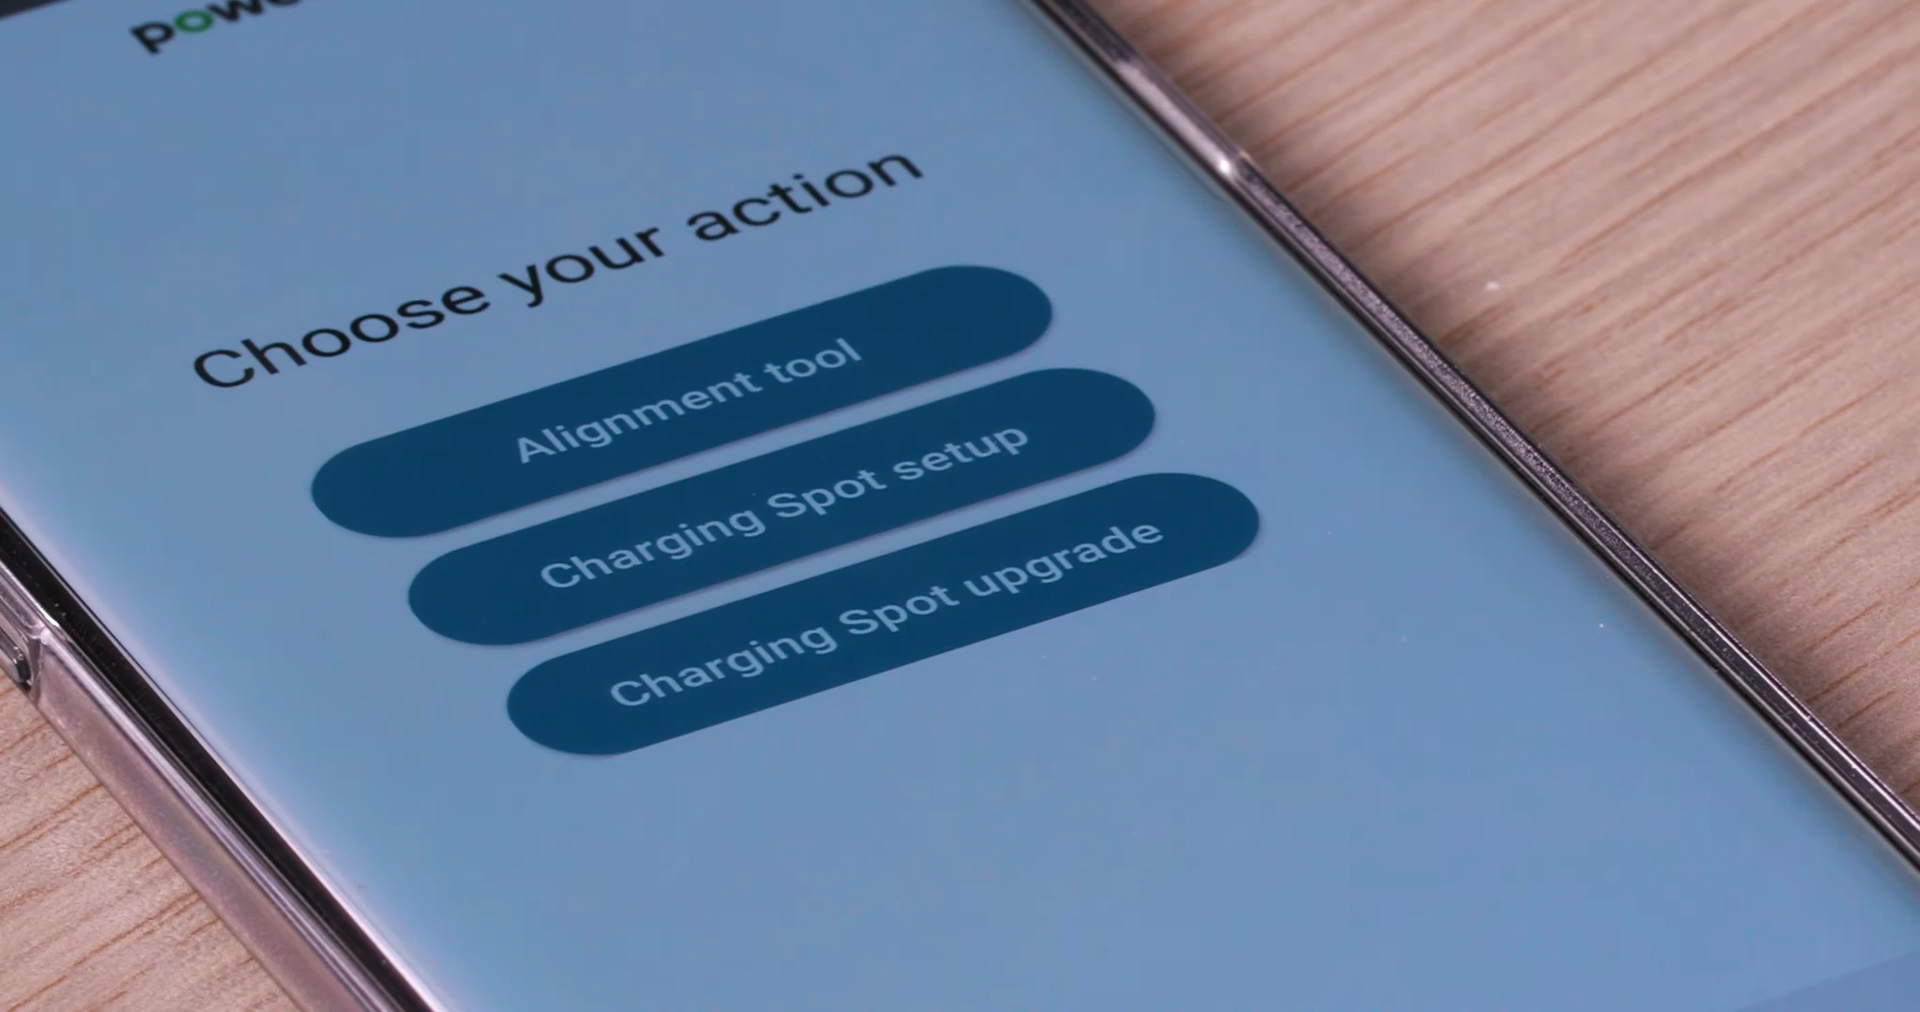 Choose your action
Alignment tool
Charging Spot setup
Charging Spot upgrade